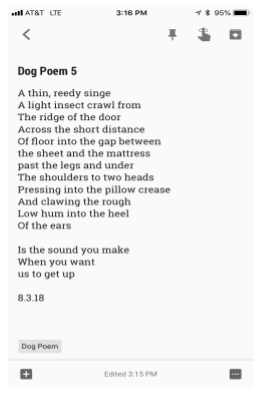 AT&T LTE 3:16 PM 95%
Dog Poem 5
A thin, reedy singe
A light insect crawl from
The ridge of the door
Across the short distance
Of floor into the gap between
the sheet and the mattress
past the legs and under
The shoulders to two heads
Pressing into the pillow crease
And clawing the rough
Low hum into the heel
Of the ears
Is the sound you make
When you want
us to get up
8.3.18
Dog Poem
Edited 3:15 PM